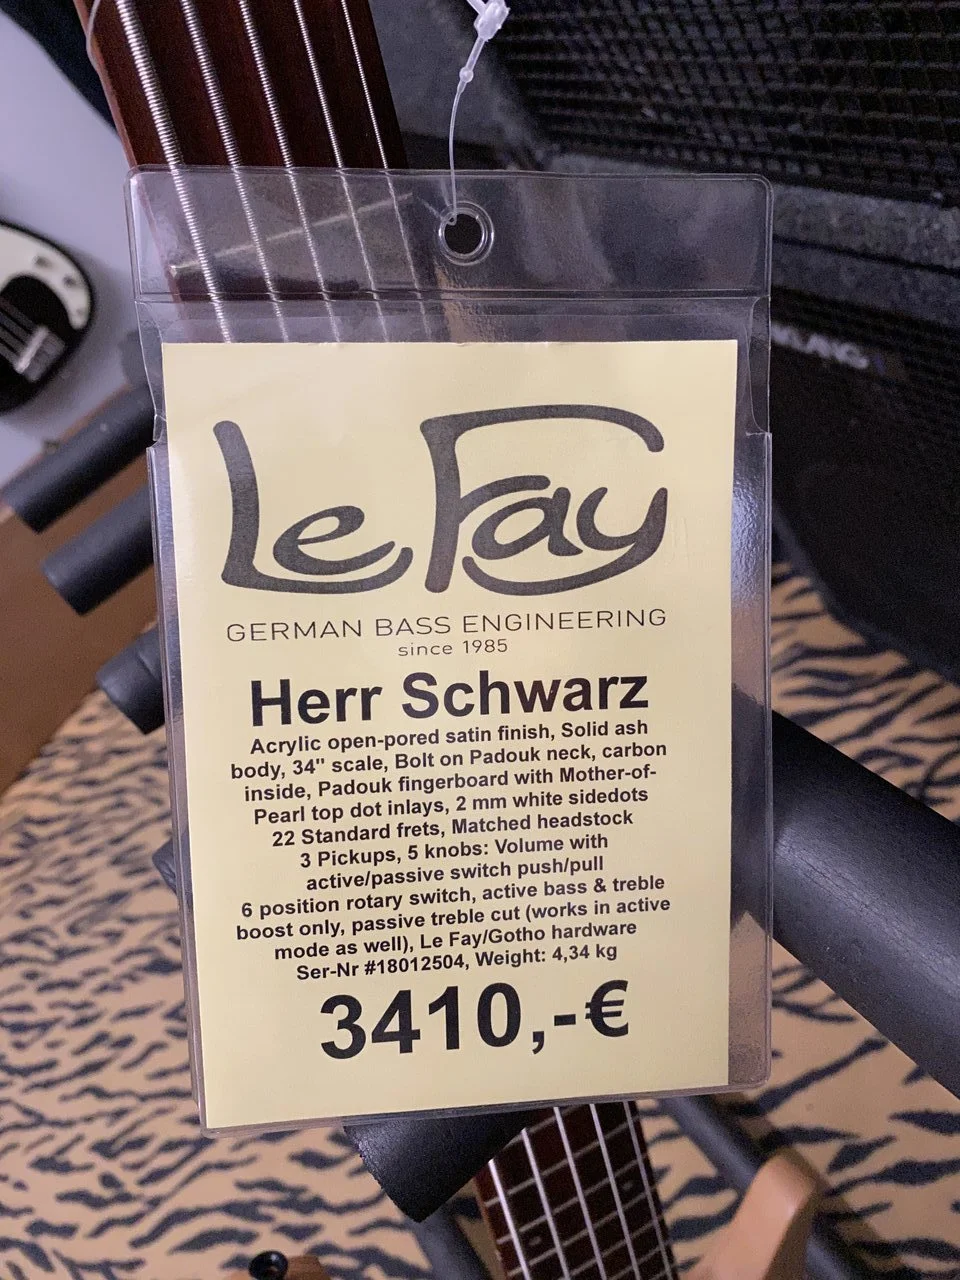 Le Fay
GERMAN BASS ENGINEERING
since 1985
Herr Schwarz
Acrylic open-pored satin finish, Solid ash
body, 34" scale, Bolt on Padouk neck, carbon
inside, Padouk fingerboard with Mother-of-
Pearl top dot inlays, 2 mm white sidedots
22 Standard frets, Matched headstock
3 Pickups, 5 knobs: Volume with
active/passive switch push/pull
6 position rotary switch, active bass & treble
boost only, passive treble cut (works in active
mode as well), Le Fay/Gotho hardware
Ser-Nr #18012504, Weight: 4,34 kg
3410,-€